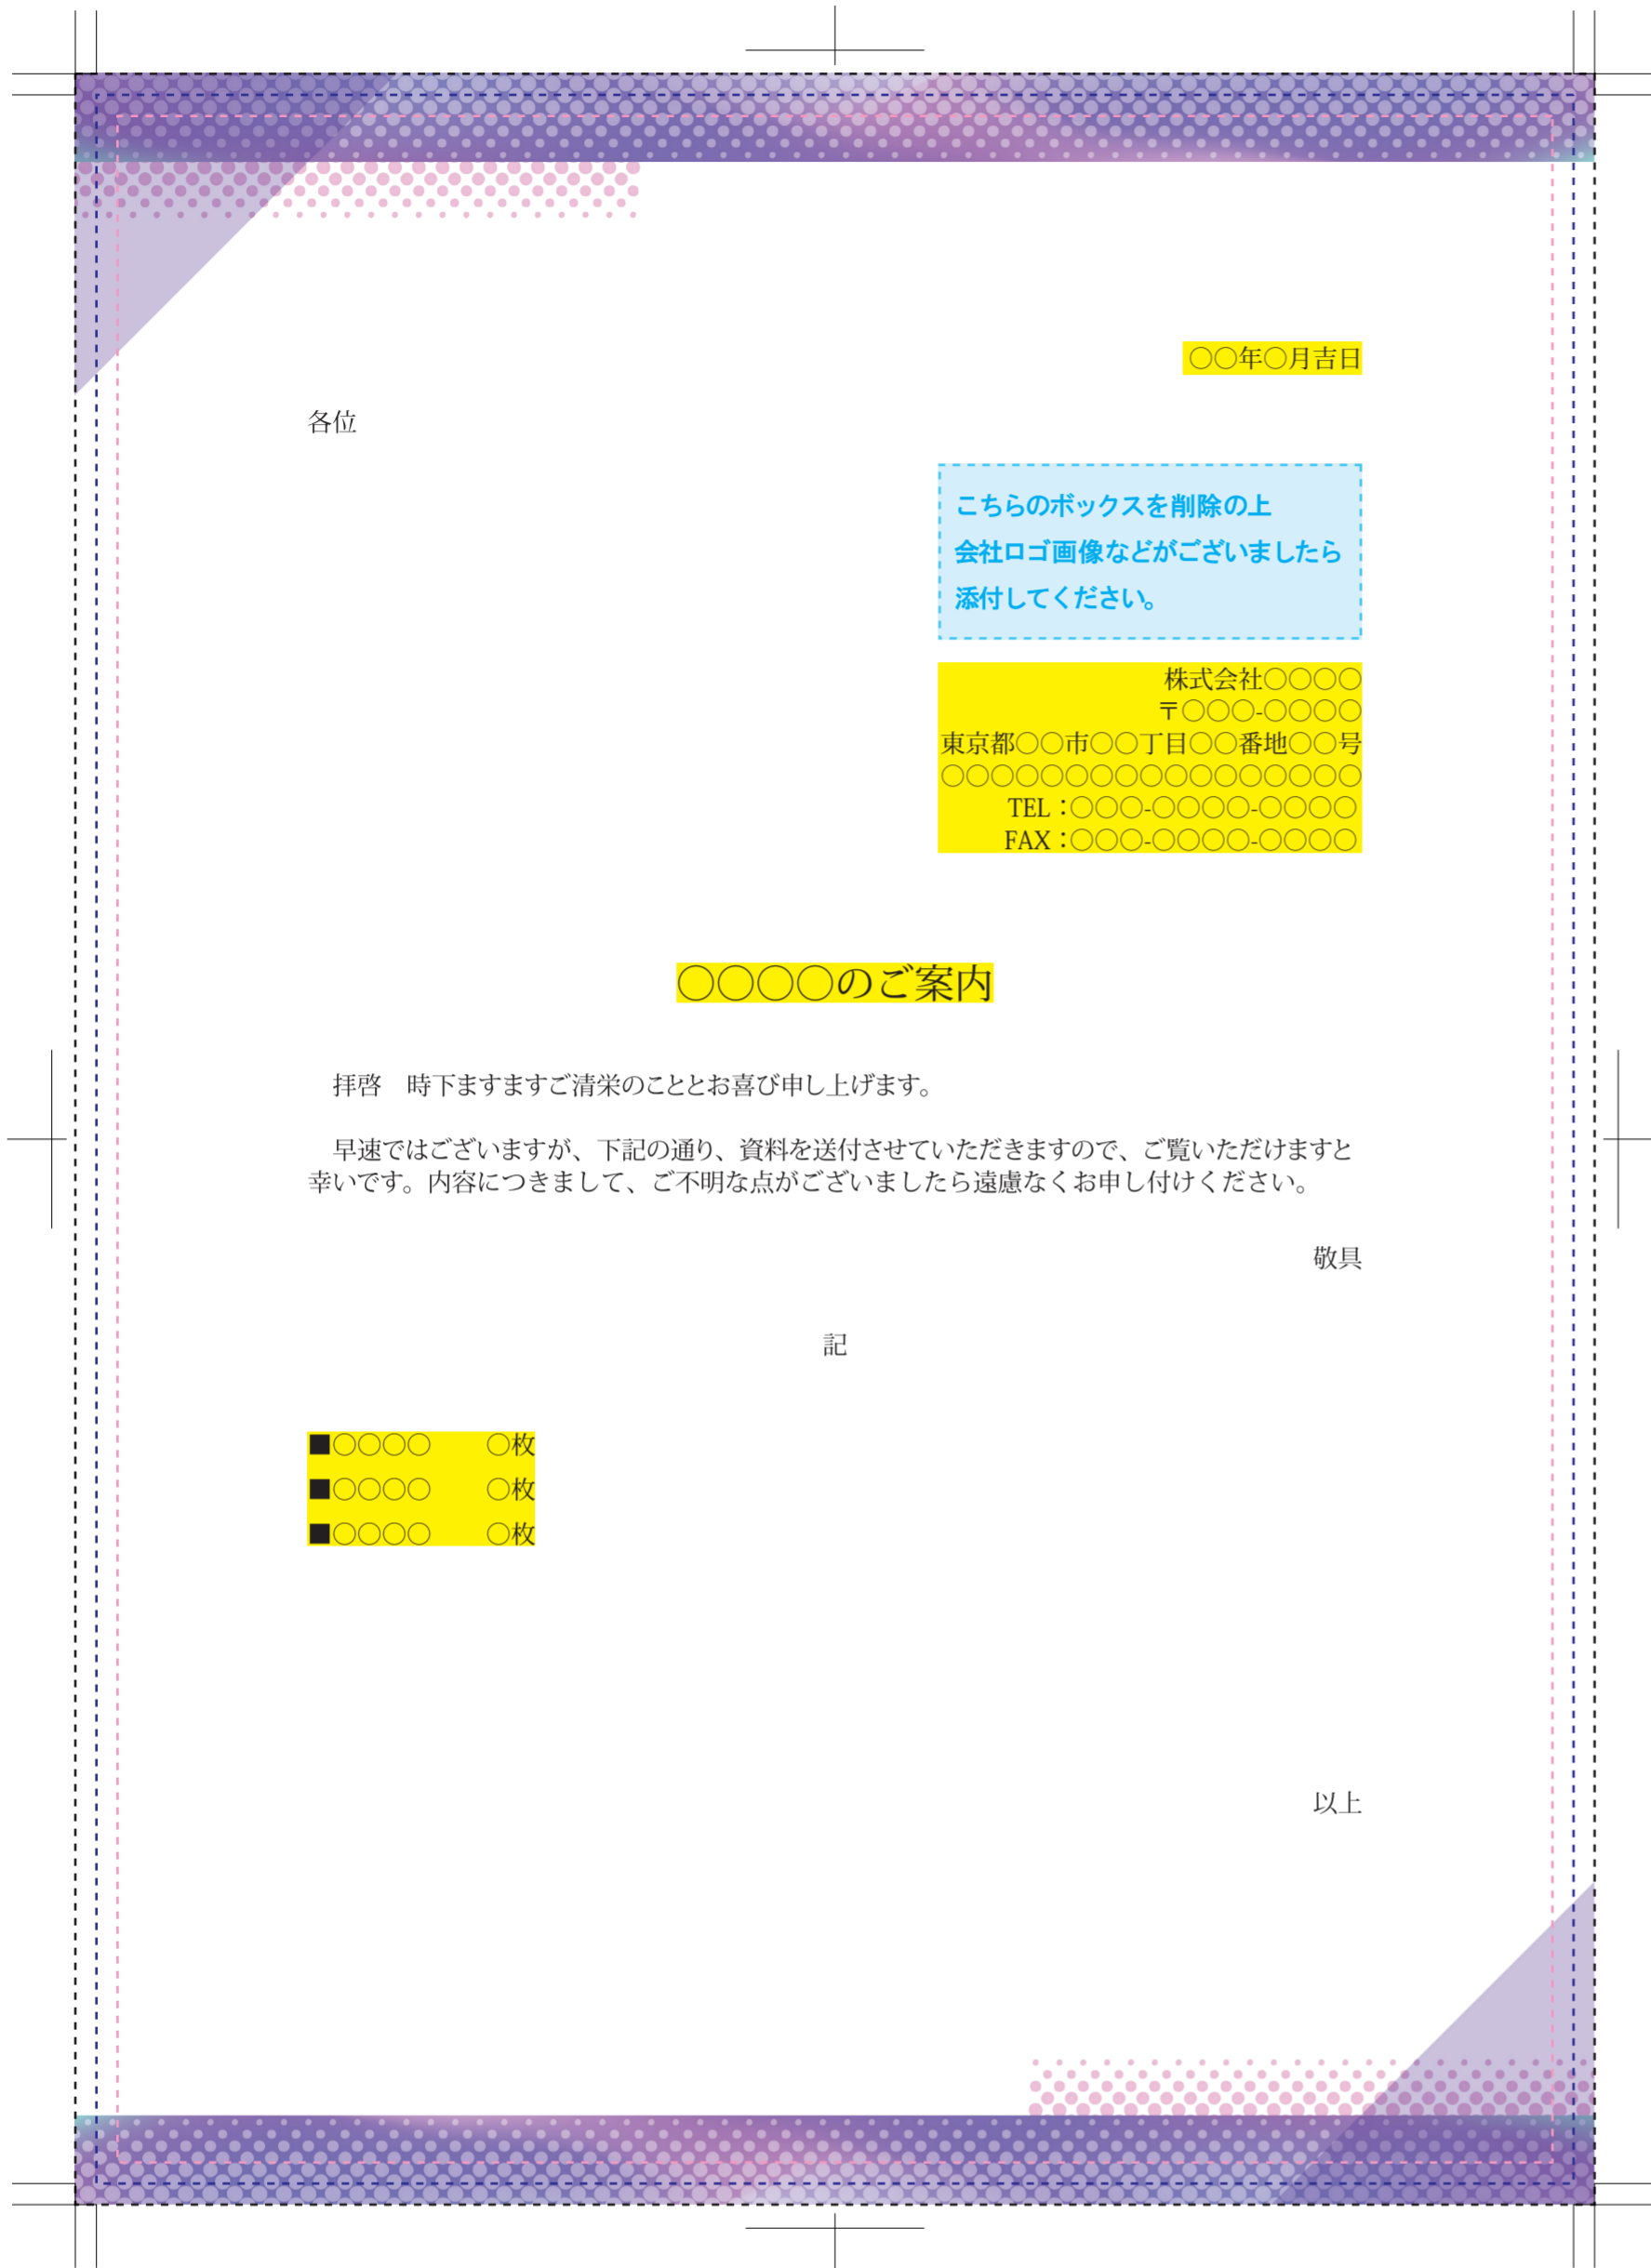 ○○年○月吉日
各位
こちらのボックスを削除の上
会社ロゴ画像などがございましたら
添付してください。
株式会社○○○○
〒○○○-○○○○
東京都○○市○○丁目○○番地○○号
○○○○○○○○○○○○○○○○○
TEL：○○○-○○○○-○○○○
FAX：○○○-○○○○-○○○○
○○○○のご案内
拝啓　時下ますますご清栄のこととお喜び申し上げます。
早速ではございますが、下記の通り、資料を送付させていただきますので、ご覧いただけますと
幸いです。内容につきまして、ご不明な点がございましたら遠慮なくお申し付けください。
敬具
記
■○○○○　　○枚
■○○○○　　○枚
■○○○○　　○枚
以上